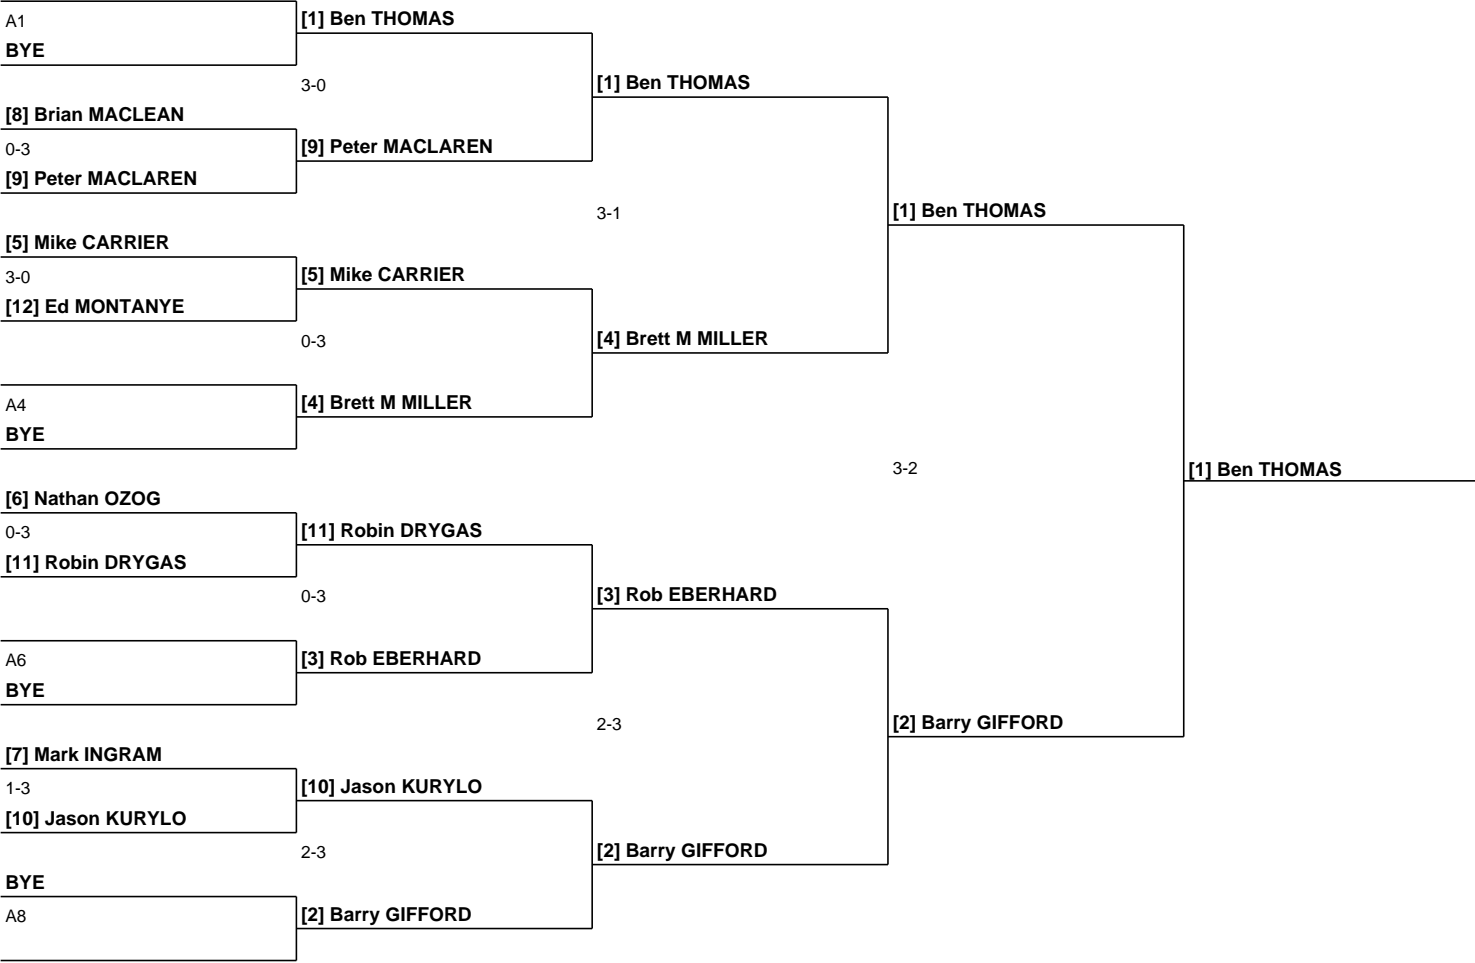 A1
BYE
[8] Brian MACLEAN
0-3
[9] Peter MACLAREN
[5] Mike CARRIER
3-0
[12] Ed MONTANYE
A4
BYE
[6] Nathan OZOG
0-3
[11] Robin DRYGAS
A6
BYE
[7] Mark INGRAM
1-3
[10] Jason KURYLO
BYE
A8
[1] Ben THOMAS
3-0
[9] Peter MACLAREN
[5] Mike CARRIER
0-3
[4] Brett M MILLER
[11] Robin DRYGAS
0-3
[3] Rob EBERHARD
[10] Jason KURYLO
2-3
[2] Barry GIFFORD
[1] Ben THOMAS
3-1
[4] Brett M MILLER
[3] Rob EBERHARD
2-3
[2] Barry GIFFORD
[1] Ben THOMAS
3-2
[2] Barry GIFFORD
[1] Ben THOMAS